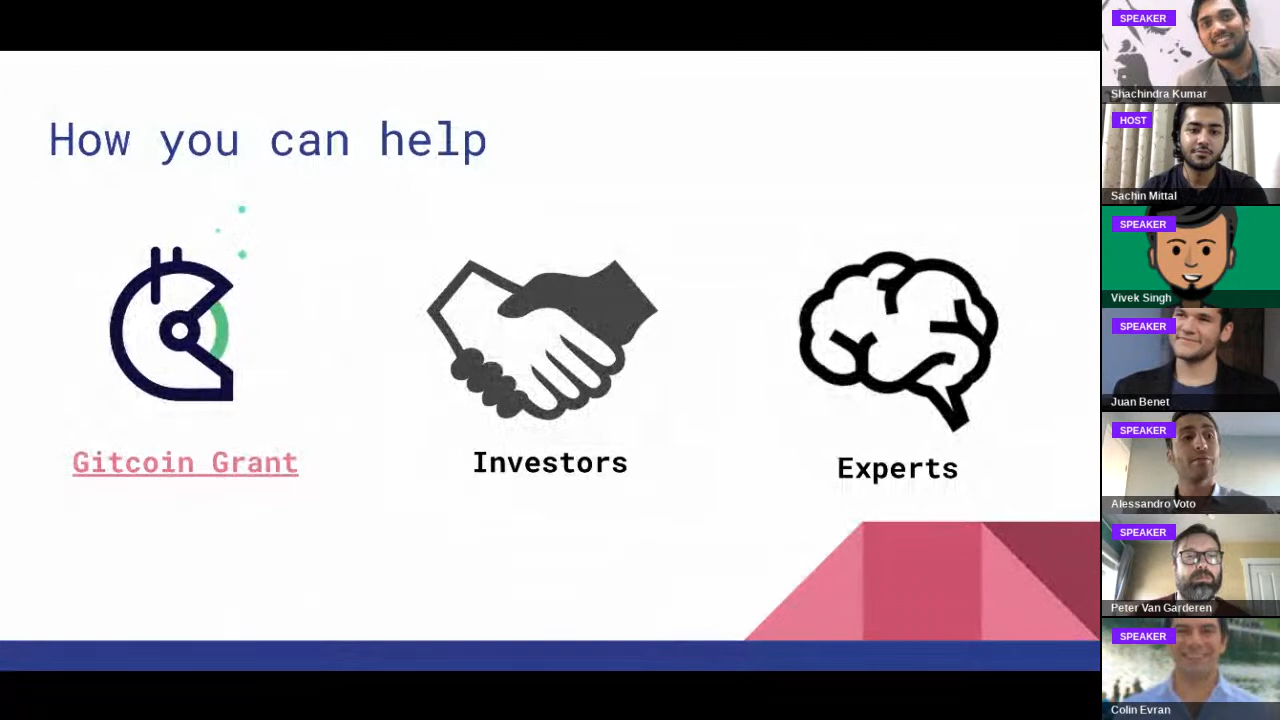 How you can help
Gitcoin Grant
Investors
Experts
SPEAKER
Shachindra Kumar
HOST
Sachin Mittal
SPEAKER
Vivek Singh
SPEAKER
Juan Benet
SPEAKER
Alessandro Voto
SPEAKER
Peter Van Garderen
SPEAKER
Colin Evran